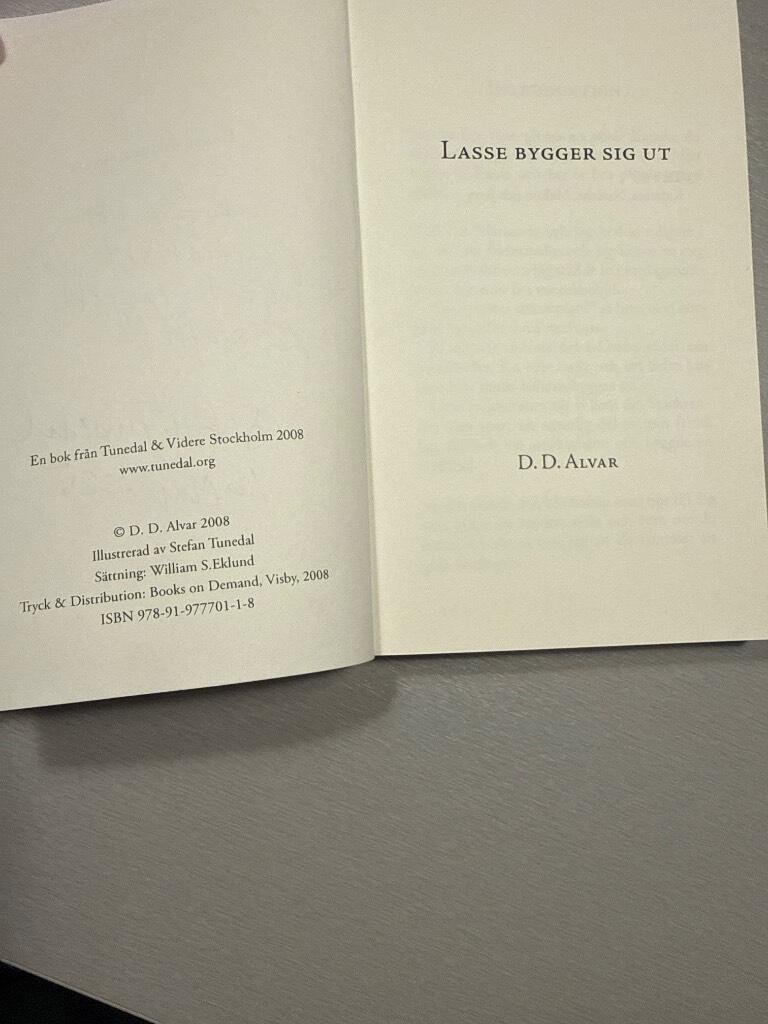 En bok från Tunedal & Videre Stockholm 2008
www.tunedal.org
© D. D. Alvar 2008
Illustrerad av Stefan Tunedal
Sättning: William S.Eklund
Tryck & Distribution: Books on Demand, Visby, 2008
ISBN 978-91-977701-1-8
Lasse bygger sig ut
D. D. Alvar